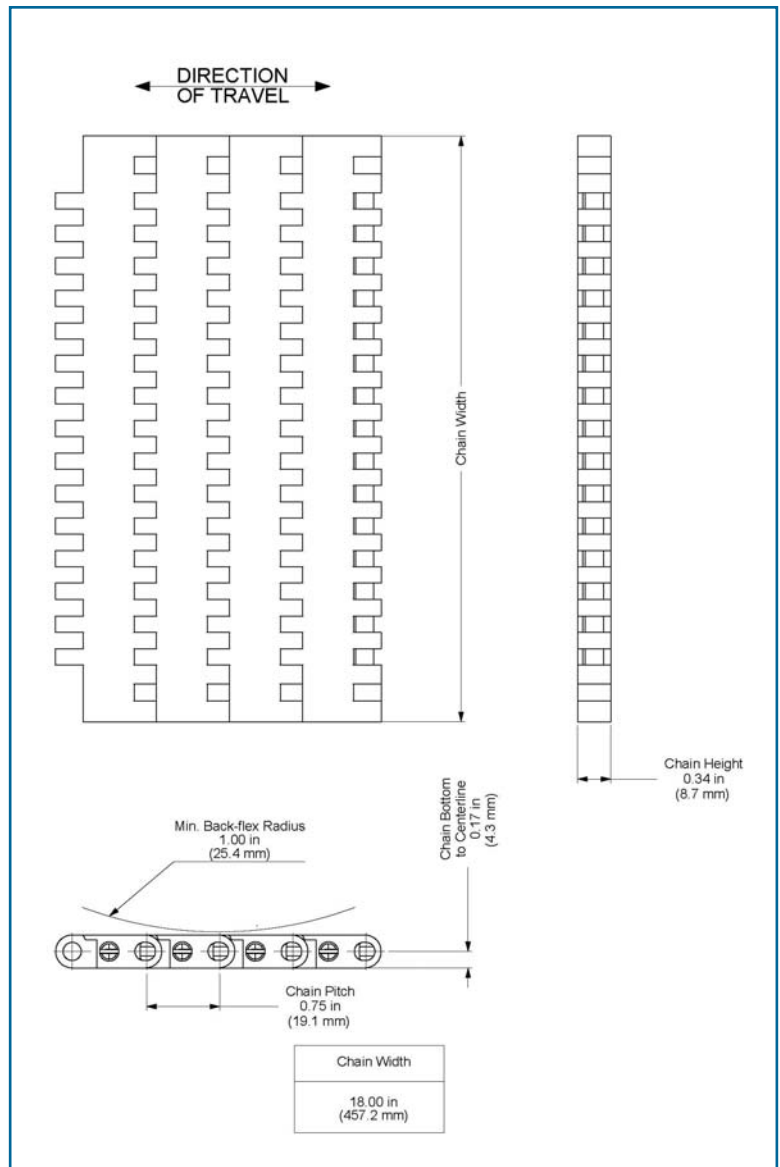 DIRECTION
OF TRAVEL
Chain Width
Chain Height
0.34 in
(8.7 mm)
Chain Bottom
to Centerline
0.17 in
(4.3 mm)
Min. Back-flex Radius
1.00 in
(25.4 mm)
Chain Pitch
0.75 in
(19.1 mm)
Chain Width
18.00 in
(457.2 mm)